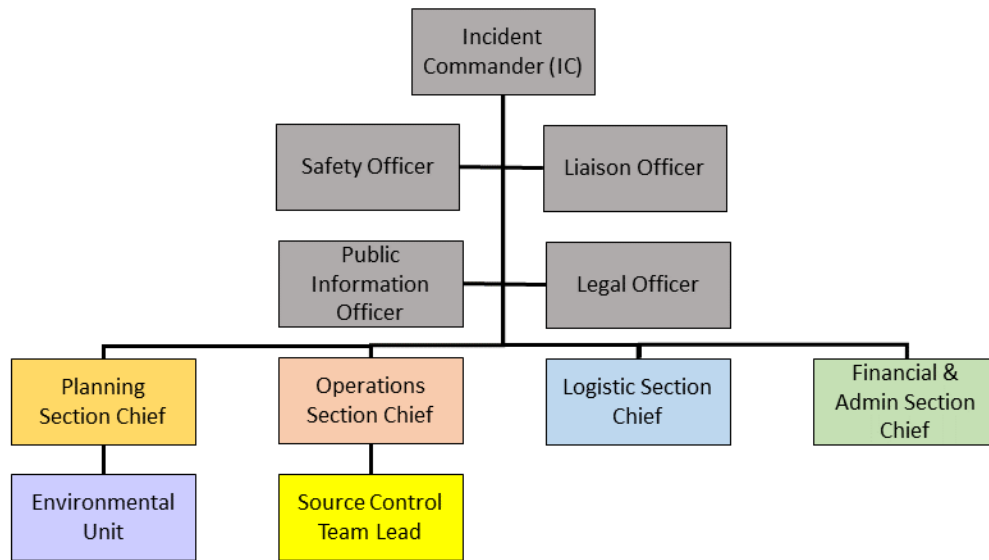 Incident
Commander (IC)
Safety Officer
Liaison Officer
Public
Information
Officer
Legal Officer
Planning
Section Chief
Operations
Section Chief
Logistic Section
Chief
Financial &
Admin Section
Chief
Environmental
Unit
Source Control
Team Lead